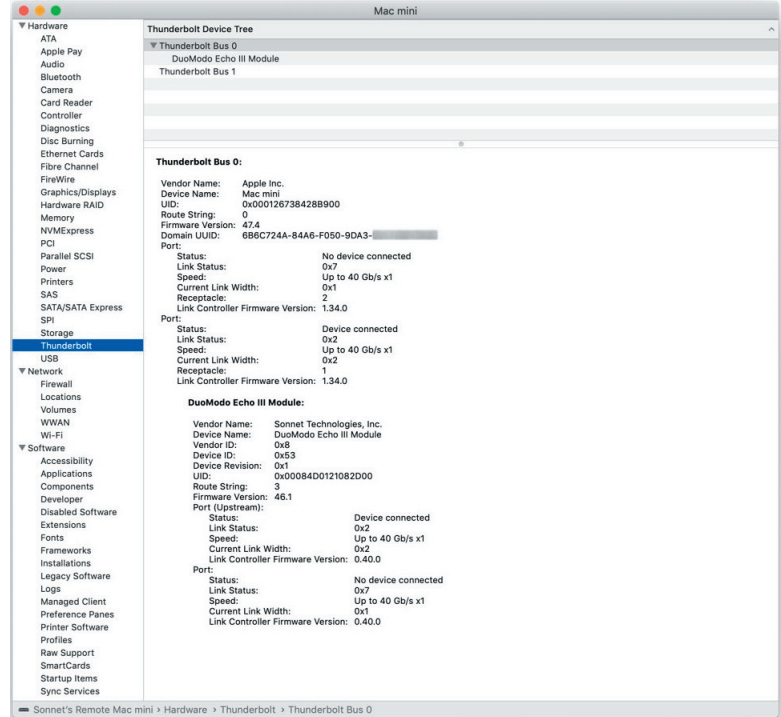 Mac mini
Hardware
ATA
Apple Pay
Audio
Bluetooth
Camera
Card Reader
Controller
Diagnostics
Disc Burning
Ethernet Cards
Fibre Channel
FireWire
Graphics/Displays
Hardware RAID
Memory
NVMExpress
PCI
Parallel SCSI
Power
Printers
SAS
SATA/SATA Express
SPI
Storage
Thunderbolt
USB
Network
Firewall
Locations
Volumes
WWAN
Wi-Fi
Software
Accessibility
Applications
Components
Developer
Disabled Software
Extensions
Fonts
Frameworks
Installations
Legacy Software
Logs
Managed Client
Preference Panes
Printer Software
Profiles
Raw Support
SmartCards
Startup Items
Sync Services
Thunderbolt Device Tree
Thunderbolt Bus 0
DuoModo Echo III Module
Thunderbolt Bus 1
Thunderbolt Bus 0:
Vendor Name: Apple Inc.
Device Name: Mac mini
UID: 0x000126738428B900
Route String: 0
Firmware Version: 47.4
Domain UUID: 6B6C724A-84A6-F050-9DA3-
Port:
Status: No device connected
Link Status: 0x7
Speed: Up to 40 Gb/s x1
Current Link Width: 0x1
Receptacle: 2
Link Controller Firmware Version: 1.34.0
Port:
Status: Device connected
Link Status: 0x2
Speed: Up to 40 Gb/s x1
Current Link Width: 0x2
Receptacle: 1
Link Controller Firmware Version: 1.34.0
DuoModo Echo III Module:
Vendor Name: Sonnet Technologies, Inc.
Device Name: DuoModo Echo III Module
Vendor ID: 0x8
Device ID: 0x53
Device Revision: 0x1
UID: 0x00084D0121082D00
Route String: 3
Firmware Version: 46.1
Port (Upstream):
Status: Device connected
Link Status: 0x2
Speed: Up to 40 Gb/s x1
Current Link Width: 0x2
Link Controller Firmware Version: 0.40.0
Port:
Status: No device connected
Link Status: 0x7
Speed: Up to 40 Gb/s x1
Current Link Width: 0x1
Link Controller Firmware Version: 0.40.0
Sonnet's Remote Mac mini › Hardware › Thunderbolt › Thunderbolt Bus 0